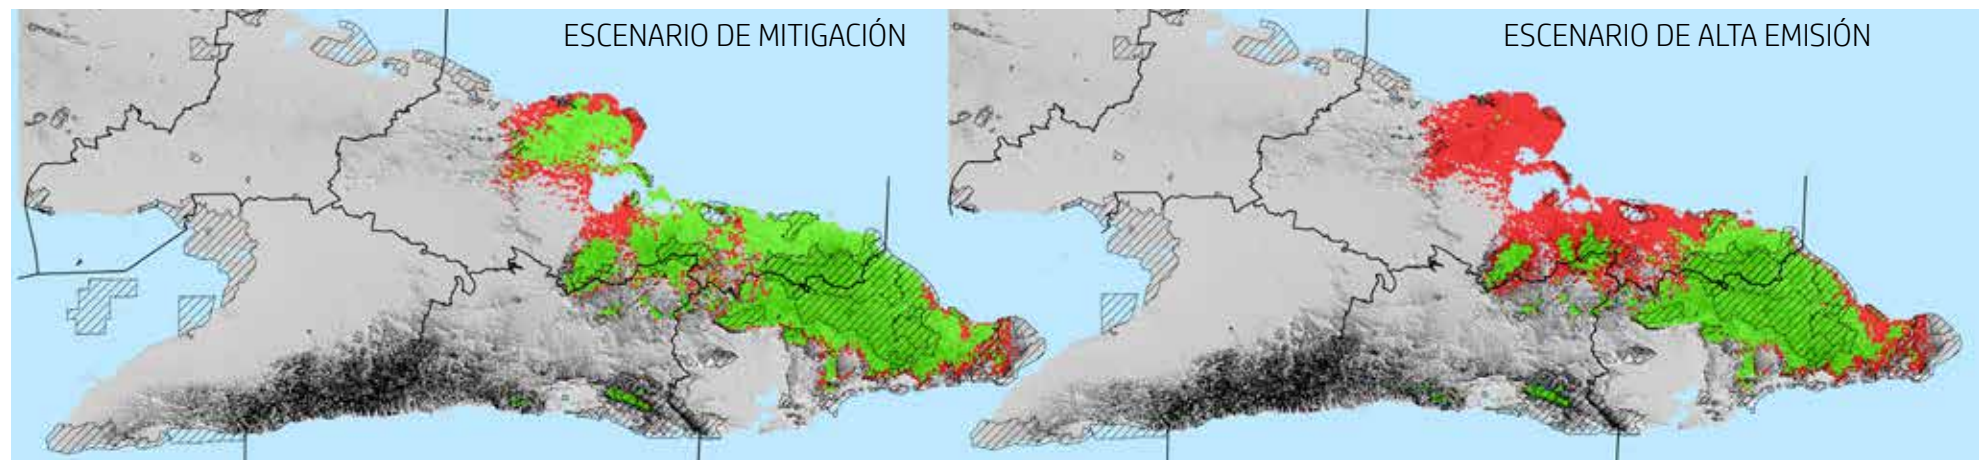 ESCENARIO DE MITIGACIÓN
ESCENARIO DE ALTA EMISIÓN